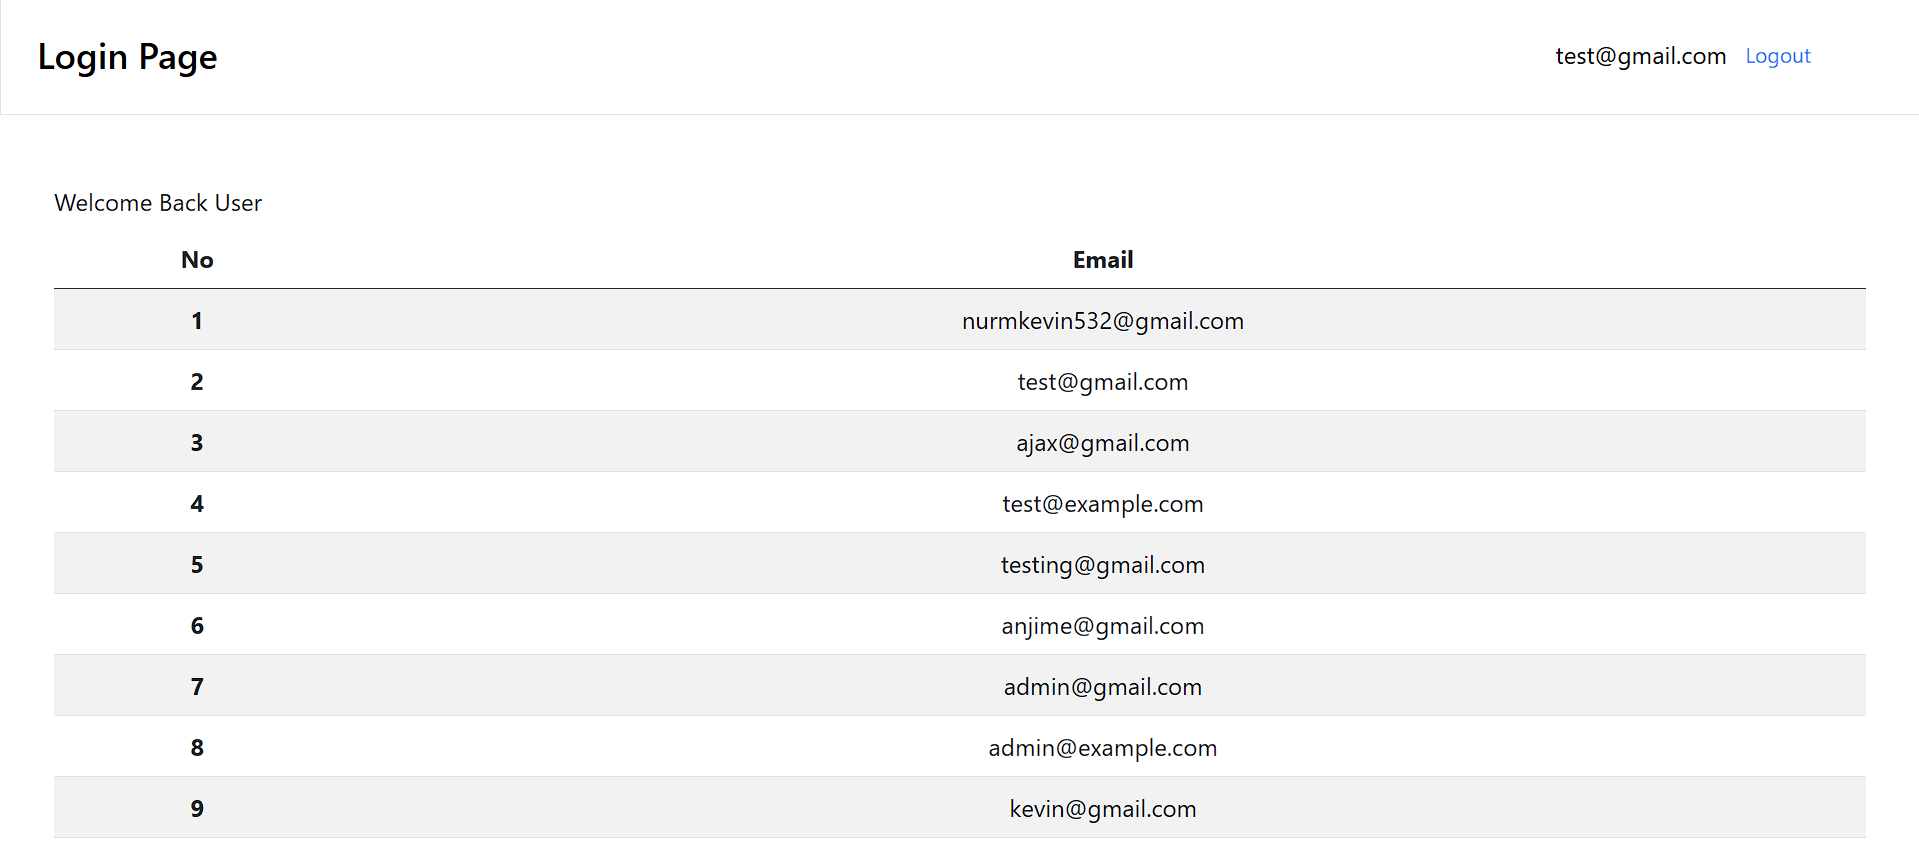 Login Page
test@gmail.com Logout
Welcome Back User
No Email
1 nurmkevin532@gmail.com
2 test@gmail.com
3 ajax@gmail.com
4 test@example.com
5 testing@gmail.com
6 anjime@gmail.com
7 admin@gmail.com
8 admin@example.com
9 kevin@gmail.com